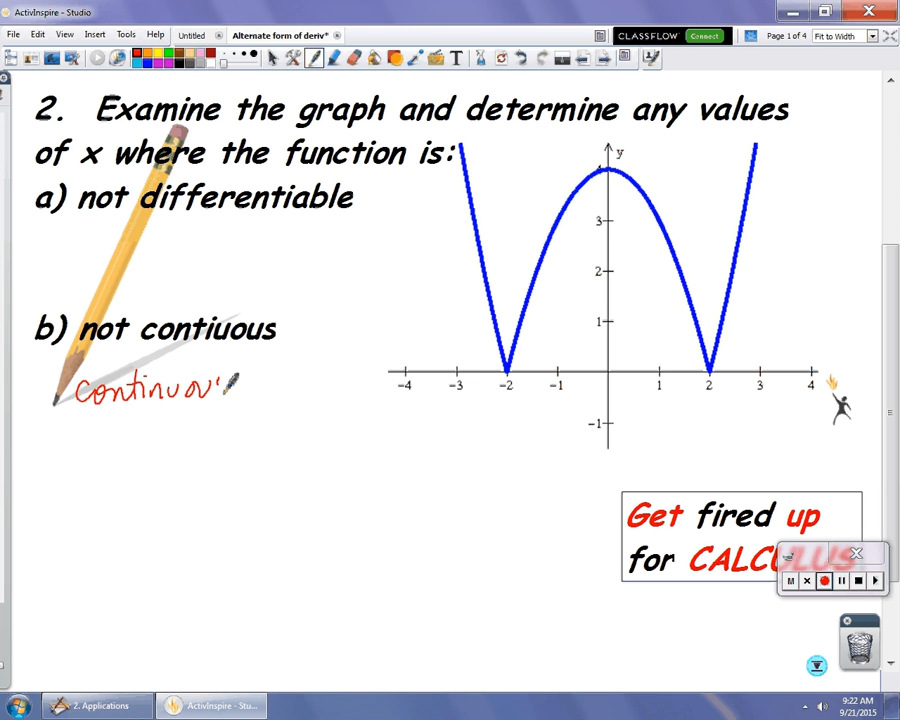 ActivInspire - Studio
File Edit View Insert Tools Help Untitled Alternate form of deriv* CLASSFLOW Connect Page 1 of 4 Fit to Width
2. Examine the graph and determine any values
of x where the function is:
a) not differentiable
b) not contiuous
continuou
y
3
2
1
-4 -3 -2 -1 1 2 3 4
-1
Get fired up
for CALCULUS
M
2. Applications ActivInspire - Stu...
9:22 AM
9/21/2015